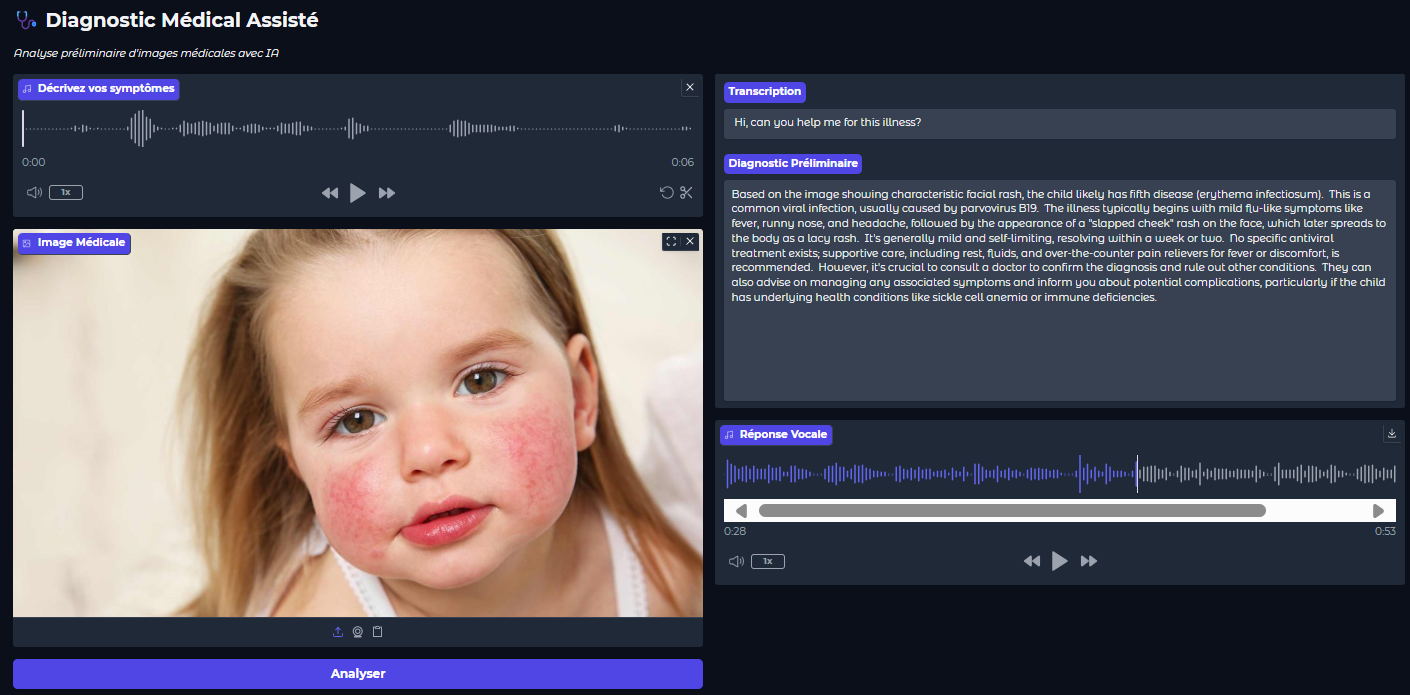 Diagnostic Médical Assisté
Analyse préliminaire d'images médicales avec IA
Décrivez vos symptômes
0:00
0:06
1x
Image Médicale
Analyser
Transcription
Hi, can you help me for this illness?
Diagnostic Préliminaire
Based on the image showing characteristic facial rash, the child likely has fifth disease (erythema infectiosum). This is a
common viral infection, usually caused by parvovirus B19. The illness typically begins with mild flu-like symptoms like
fever, runny nose, and headache, followed by the appearance of a "slapped cheek" rash on the face, which later spreads to
the body as a lacy rash. It's generally mild and self-limiting, resolving within a week or two. No specific antiviral
treatment exists; supportive care, including rest, fluids, and over-the-counter pain relievers for fever or discomfort, is
recommended. However, it's crucial to consult a doctor to confirm the diagnosis and rule out other conditions. They can
also advise on managing any associated symptoms and inform you about potential complications, particularly if the child
has underlying health conditions like sickle cell anemia or immune deficiencies.
Réponse Vocale
0:28
0:53
1x